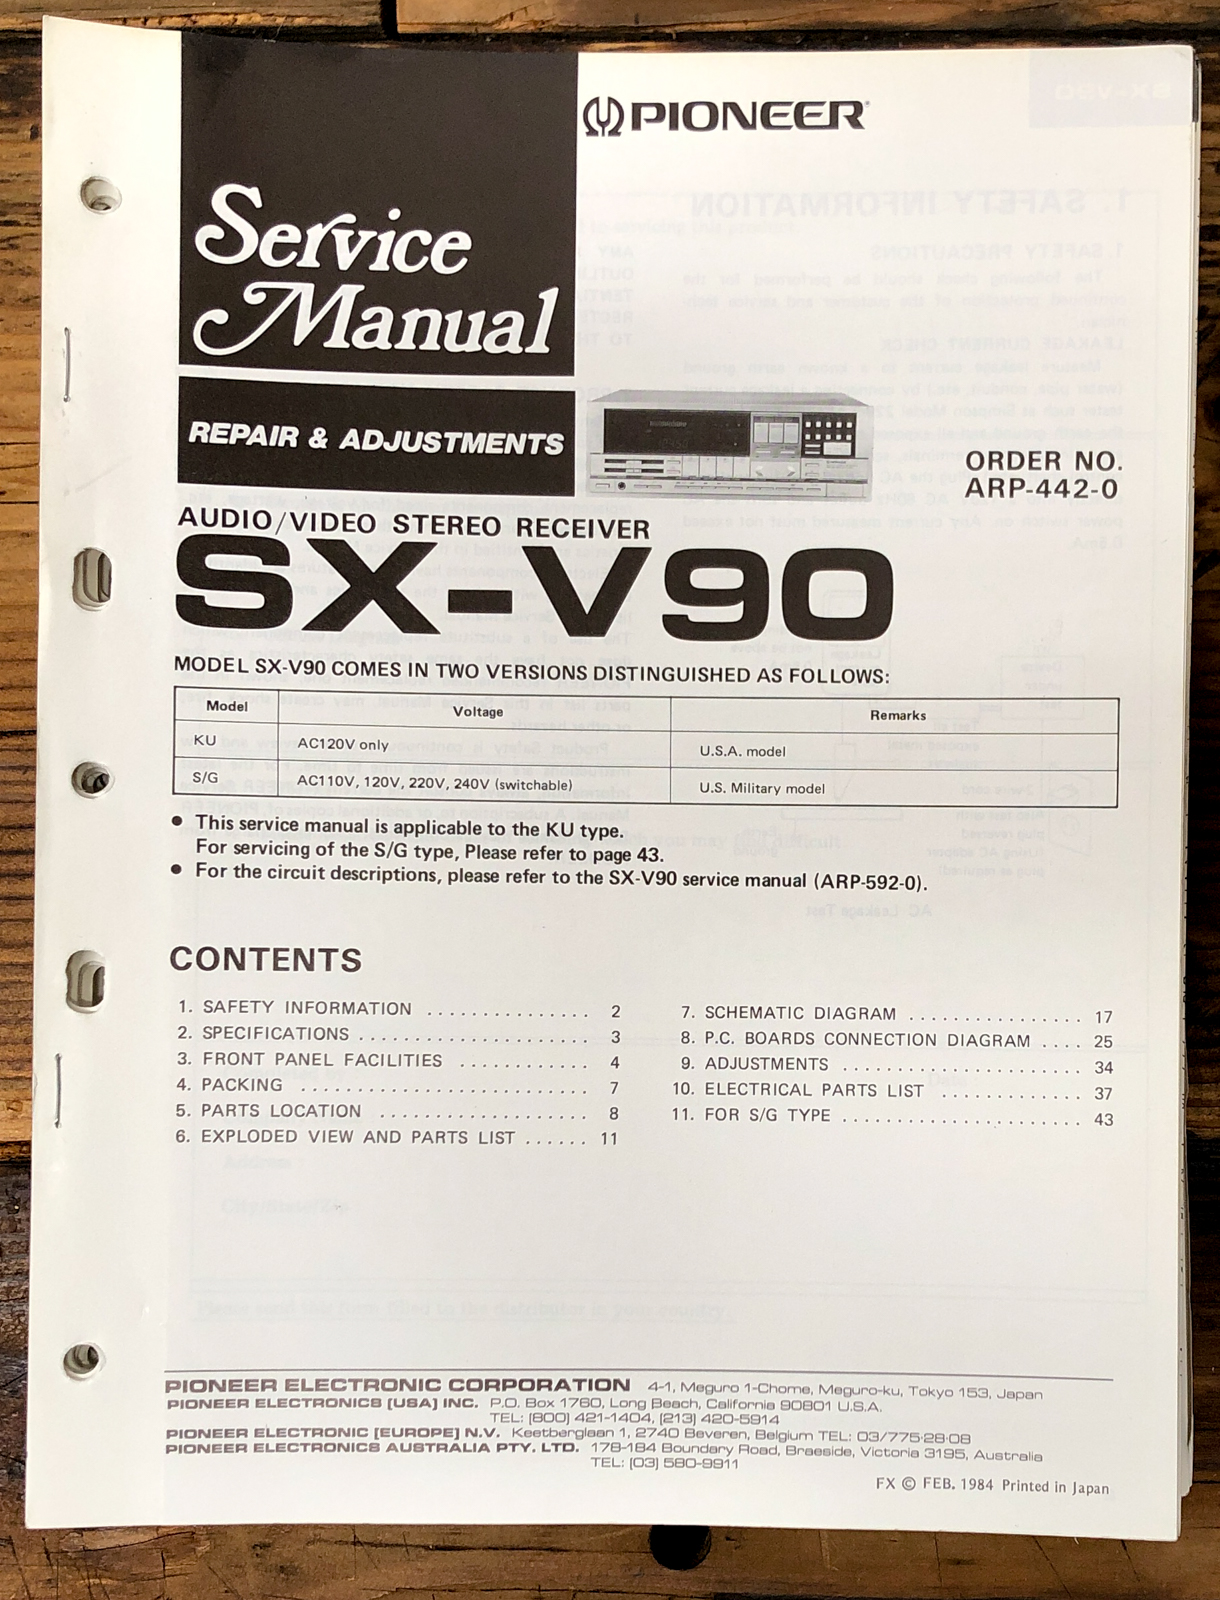 PIONEER
Service
Manual
REPAIR & ADJUSTMENTS
ORDER NO.
ARP-442-0
AUDIO/VIDEO STEREO RECEIVER
SX-V90
MODEL SX-V90 COMES IN TWO VERSIONS DISTINGUISHED AS FOLLOWS:
Model Voltage Remarks
KU AC120V only U.S.A. model
S/G AC110V, 120V, 220V, 240V (switchable) U.S. Military model
● This service manual is applicable to the KU type.
For servicing of the S/G type, Please refer to page 43.
● For the circuit descriptions, please refer to the SX-V90 service manual (ARP-592-0).
CONTENTS
1. SAFETY INFORMATION ............... 2
2. SPECIFICATIONS ..................... 3
3. FRONT PANEL FACILITIES ............ 4
4. PACKING .......................... 7
5. PARTS LOCATION ................... 8
6. EXPLODED VIEW AND PARTS LIST ...... 11
7. SCHEMATIC DIAGRAM ................ 17
8. P.C. BOARDS CONNECTION DIAGRAM .... 25
9. ADJUSTMENTS ...................... 34
10. ELECTRICAL PARTS LIST ............. 37
11. FOR S/G TYPE ...................... 43
PIONEER ELECTRONIC CORPORATION 4-1, Meguro 1-Chome, Meguro-ku, Tokyo 153, Japan
PIONEER ELECTRONICS [USA] INC. P.O. Box 1760, Long Beach, California 90801 U.S.A.
TEL: [800] 421-1404, [213] 420-5914
PIONEER ELECTRONIC [EUROPE] N.V. Keetberglaan 1, 2740 Beveren, Belgium TEL: 03/775·28·08
PIONEER ELECTRONICS AUSTRALIA PTY. LTD. 178-184 Boundary Road, Braeside, Victoria 3195, Australia
TEL: [03] 580-9911
FX © FEB. 1984 Printed in Japan